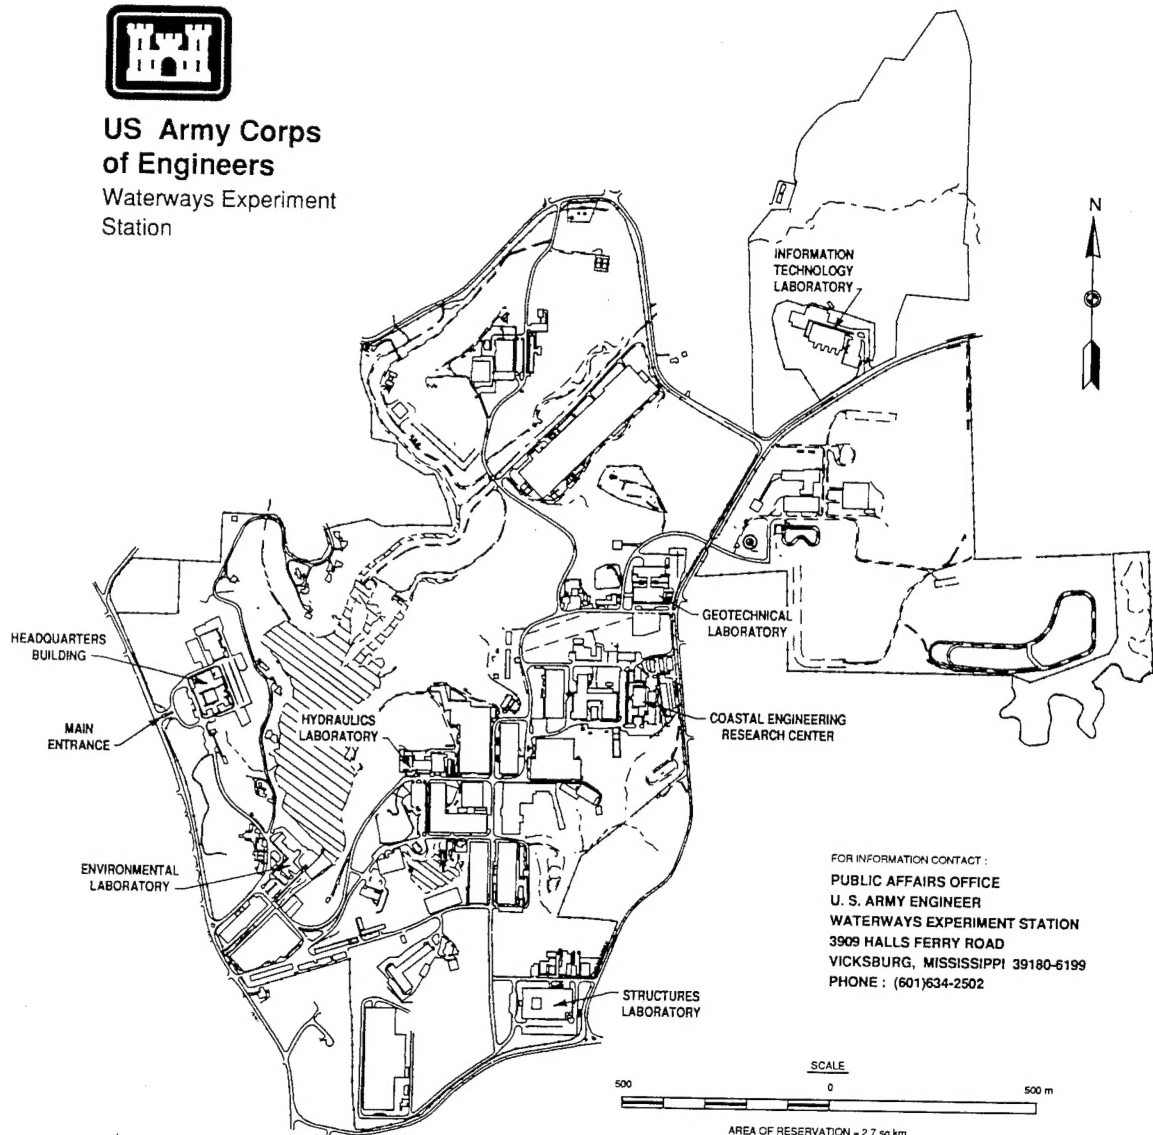 US Army Corps
of Engineers
Waterways Experiment
Station
N
INFORMATION
TECHNOLOGY
LABORATORY
GEOTECHNICAL
LABORATORY
HEADQUARTERS
BUILDING
MAIN
ENTRANCE
HYDRAULICS
LABORATORY
COASTAL ENGINEERING
RESEARCH CENTER
ENVIRONMENTAL
LABORATORY
STRUCTURES
LABORATORY
FOR INFORMATION CONTACT :
PUBLIC AFFAIRS OFFICE
U. S. ARMY ENGINEER
WATERWAYS EXPERIMENT STATION
3909 HALLS FERRY ROAD
VICKSBURG, MISSISSIPPI 39180-6199
PHONE : (601)634-2502
SCALE
500 0 500 m
AREA OF RESERVATION = 2.7 sq km